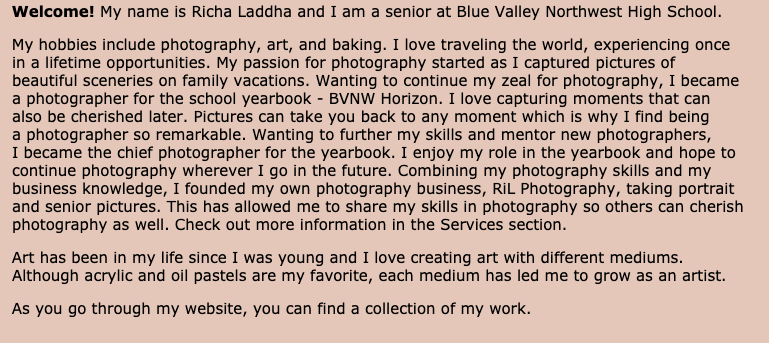 Welcome! My name is Richa Laddha and I am a senior at Blue Valley Northwest High School.
My hobbies include photography, art, and baking. I love traveling the world, experiencing once
in a lifetime opportunities. My passion for photography started as I captured pictures of
beautiful sceneries on family vacations. Wanting to continue my zeal for photography, I became
a photographer for the school yearbook - BVNW Horizon. I love capturing moments that can
also be cherished later. Pictures can take you back to any moment which is why I find being
a photographer so remarkable. Wanting to further my skills and mentor new photographers,
I became the chief photographer for the yearbook. I enjoy my role in the yearbook and hope to
continue photography wherever I go in the future. Combining my photography skills and my
business knowledge, I founded my own photography business, RiL Photography, taking portrait
and senior pictures. This has allowed me to share my skills in photography so others can cherish
photography as well. Check out more information in the Services section.
Art has been in my life since I was young and I love creating art with different mediums.
Although acrylic and oil pastels are my favorite, each medium has led me to grow as an artist.
As you go through my website, you can find a collection of my work.